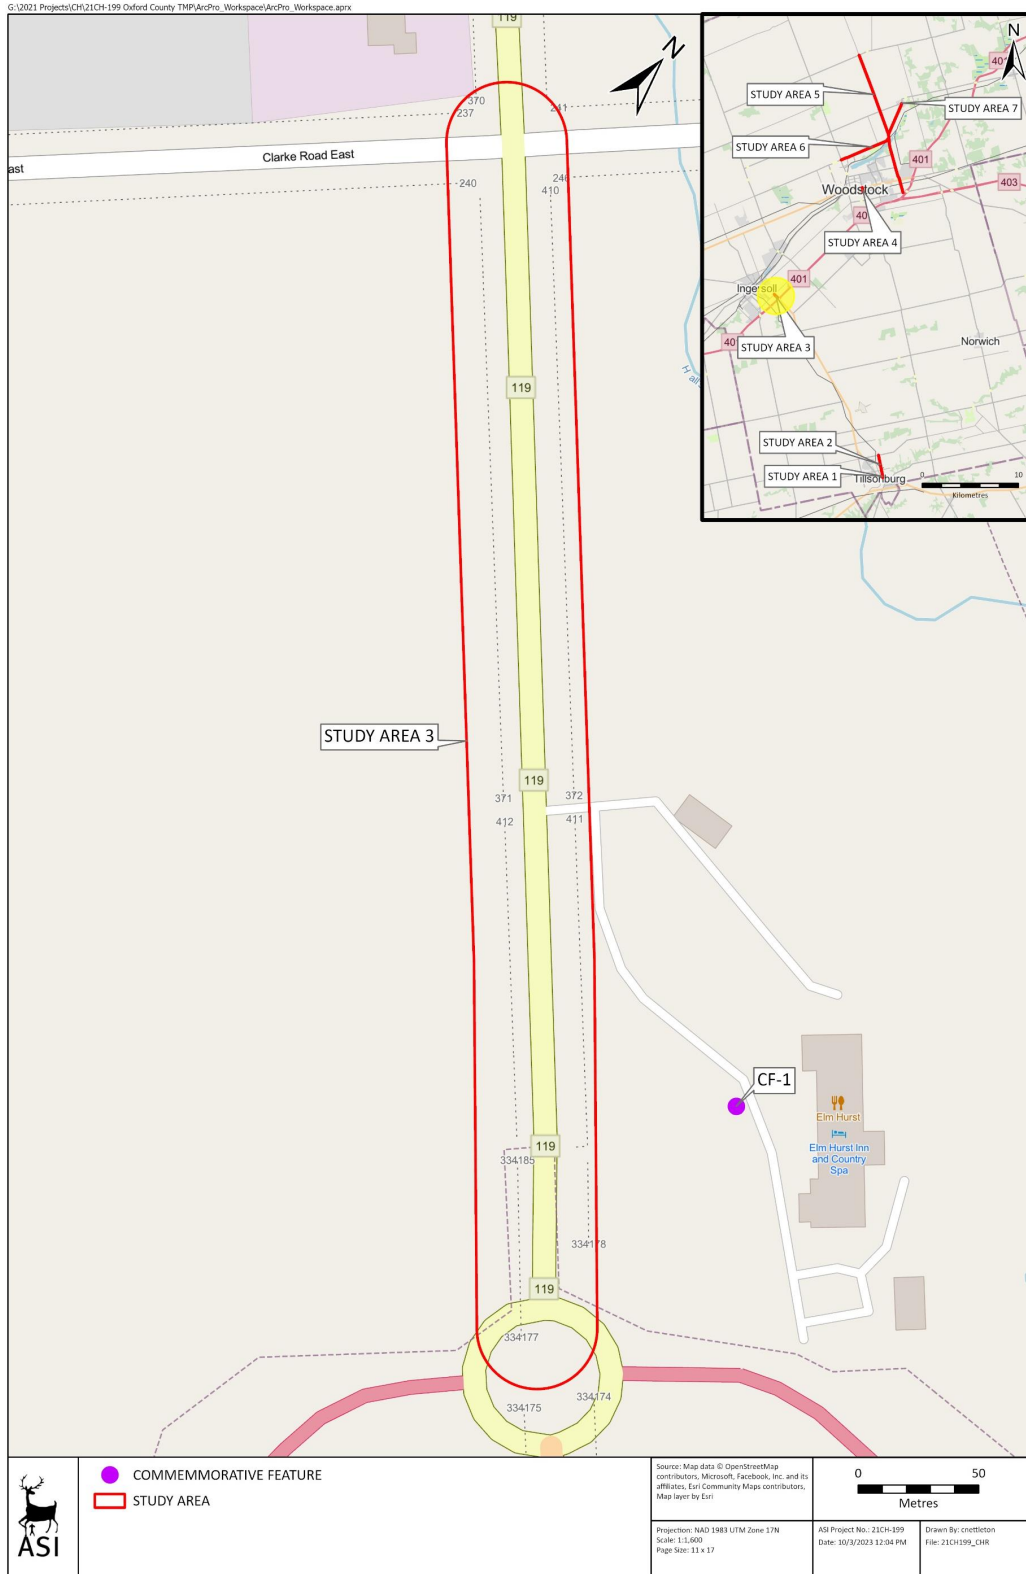 G:\2021 Projects\CH\21CH-199 Oxford County TMP\ArcPro_Workspace\ArcPro_Workspace.aprx
119
N
370
237
241
Clarke Road East
ast
240
246
410
119
STUDY AREA 3
119
371
372
412
411
CF-1
Elm Hurst
Elm Hurst Inn
and Country
Spa
119
334185
334178
119
334177
334174
334175
N
401
STUDY AREA 5
STUDY AREA 7
STUDY AREA 6
401
403
Woodstock
STUDY AREA 4
401
Ingersoll
STUDY AREA 3
Norwich
STUDY AREA 2
STUDY AREA 1
Tillsonburg
0 10
Kilometres
ASI
COMMEMMORATIVE FEATURE
STUDY AREA
Source: Map data © OpenStreetMap
contributors, Microsoft, Facebook, Inc. and its
affiliates, Esri Community Maps contributors,
Map layer by Esri
0 50
Metres
Projection: NAD 1983 UTM Zone 17N
Scale: 1:1,600
Page Size: 11 x 17
ASI Project No.: 21CH-199
Date: 10/3/2023 12:04 PM
Drawn By: cnettleton
File: 21CH199_CHR